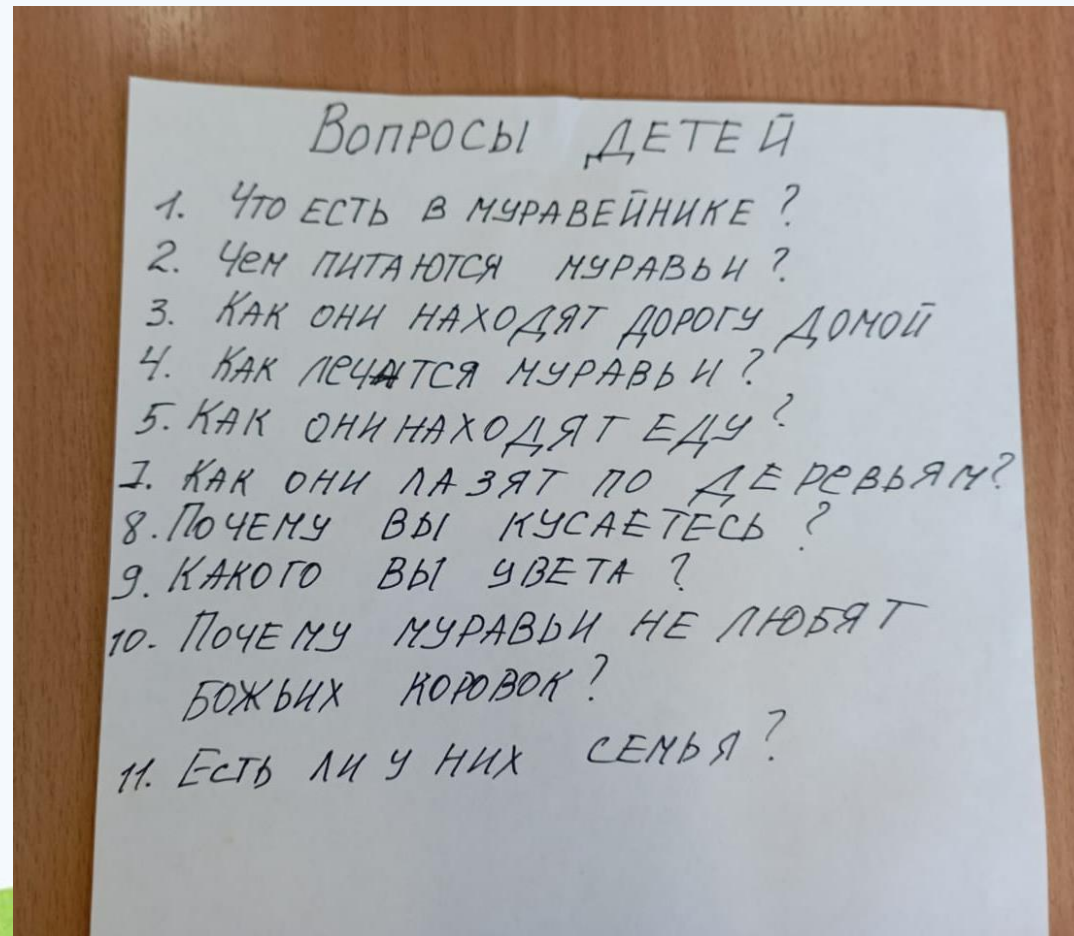 Вопросы ДЕТЕЙ
1. Что ЕСТЬ В МУРАВЕЙНИКЕ?
2. Чем ПИТАЮТСЯ МУРАВЬИ?
3. КАК ОНИ НАХОДЯТ ДОРОГУ ДОМОЙ
4. КАК ЛЕЧАТСЯ МУРАВЬИ?
5. КАК ОНИ НАХОДЯТ ЕДУ?
7. КАК ОНИ ЛАЗЯТ ПО ДЕРЕВЬЯМ?
8. ПОЧЕМУ ВЫ КУСАЕТЕСЬ?
9. КАКОГО ВЫ ЦВЕТА?
10. ПОЧЕМУ МУРАВЬИ НЕ ЛЮБЯТ
БОЖЬИХ КОРОВОК?
11. ЕСТЬ ЛИ У НИХ СЕМЬЯ?